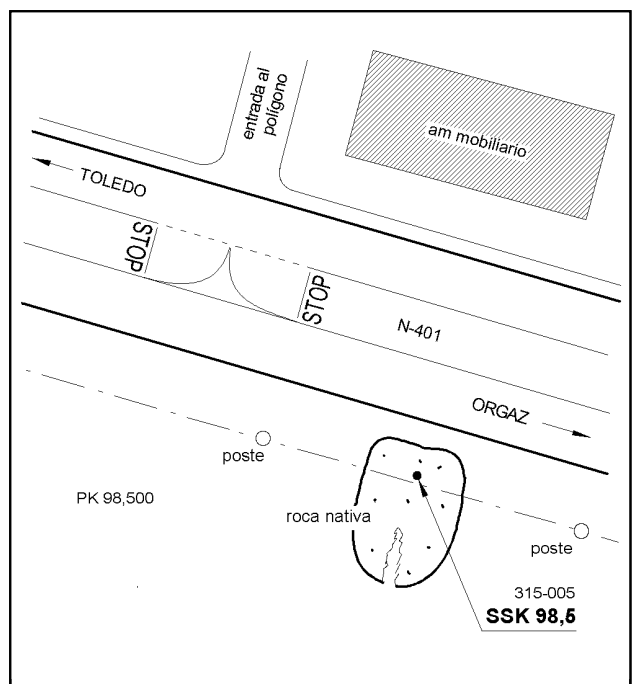 entrada al
polígono
am mobiliario
TOLEDO
STOP
STOP
N-401
ORGAZ
poste
PK 98,500
roca nativa
poste
315-005
SSK 98,5